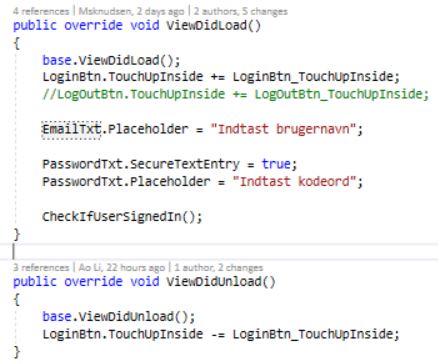 4 references | Msknudsen, 2 days ago | 2 authors, 5 changes
public override void ViewDidLoad()
{
base.ViewDidLoad();
LoginBtn.TouchUpInside += LoginBtn_TouchUpInside;
//LogOutBtn.TouchUpInside += LogOutBtn_TouchUpInside;
EmailTxt.Placeholder = "Indtast brugernavn";
PasswordTxt.SecureTextEntry = true;
PasswordTxt.Placeholder = "Indtast kodeord";
CheckIfUserSignedIn();
}
3 references | Ao Li, 22 hours ago | 1 author, 2 changes
public override void ViewDidUnload()
{
base.ViewDidUnload();
LoginBtn.TouchUpInside -= LoginBtn_TouchUpInside;
}